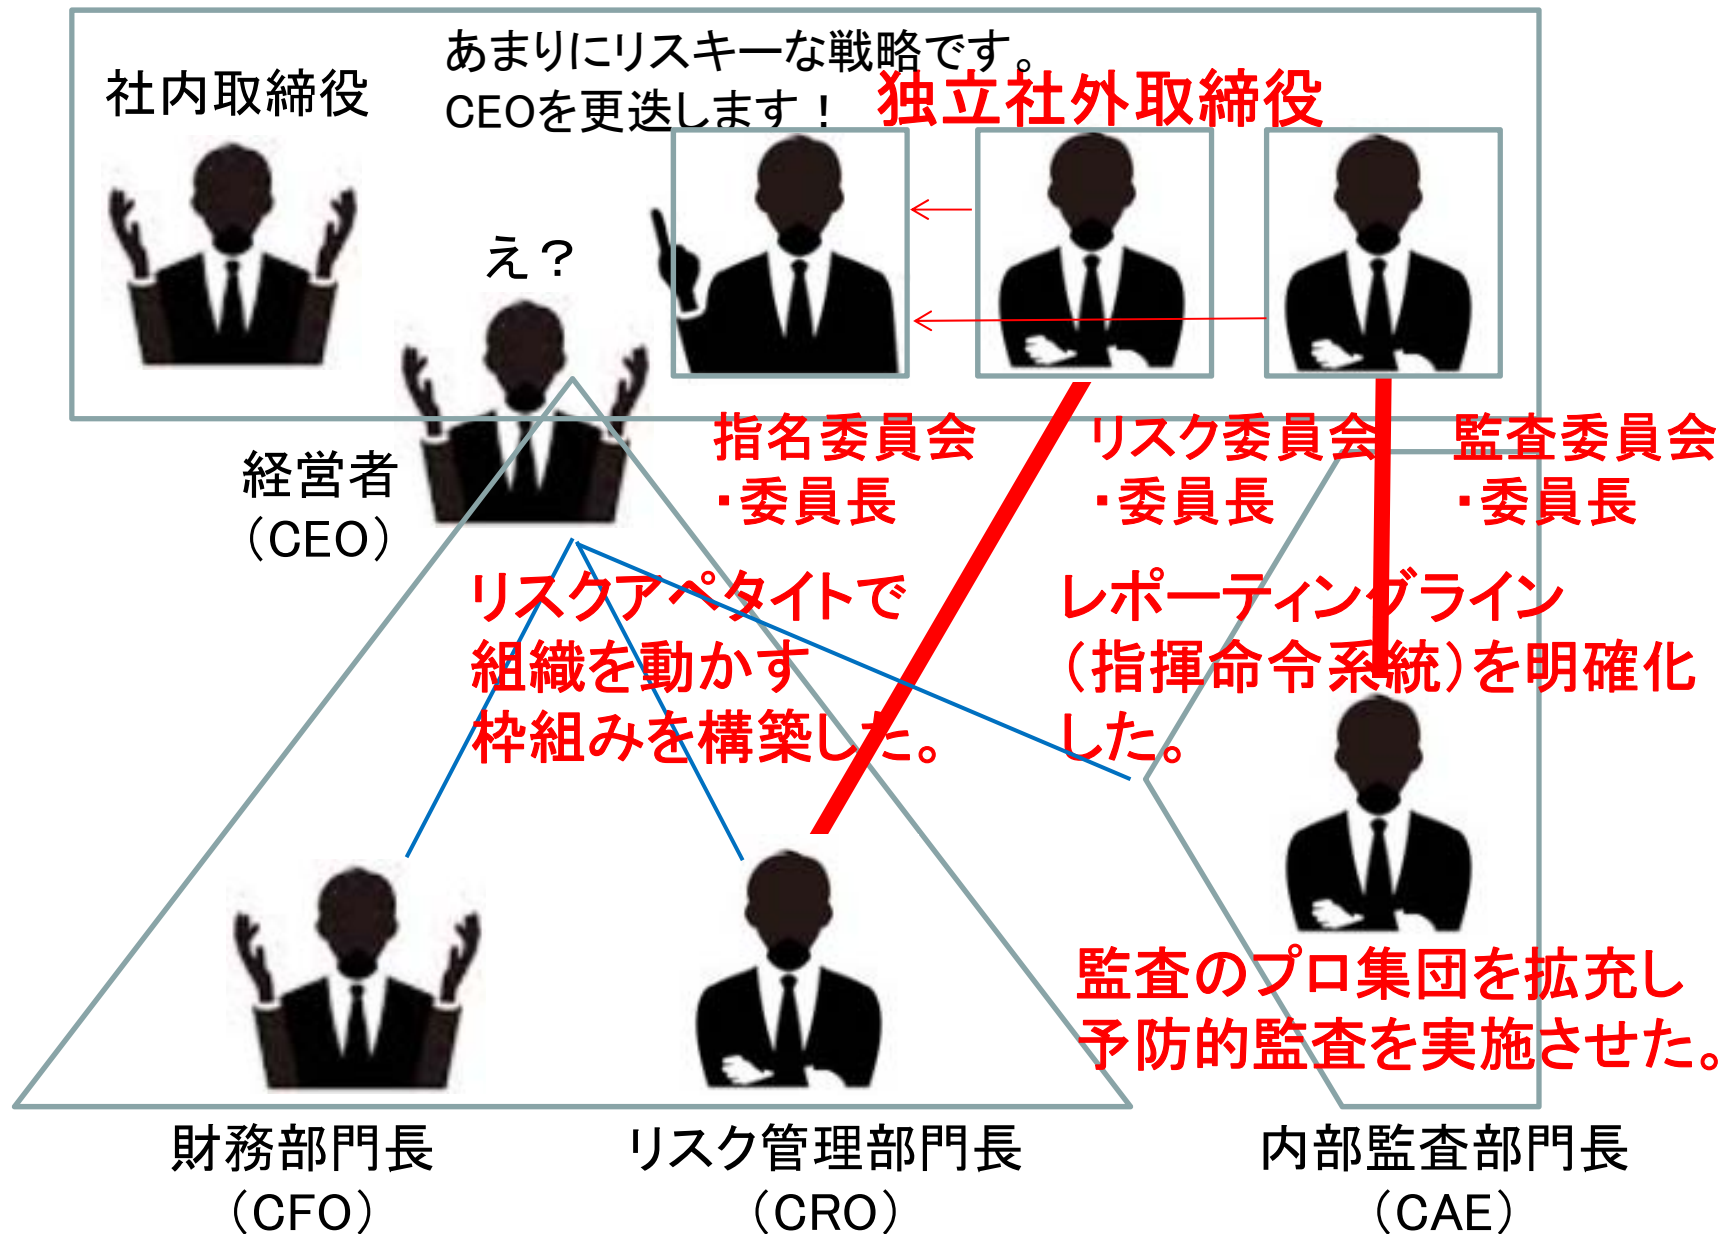 あまりにリスキーな戦略です。
CEOを更迭します！
社内取締役
独立社外取締役
え？
経営者
（CEO）
指名委員会
・委員長
リスク委員会
・委員長
監査委員会
・委員長
リスクアペタイトで
組織を動かす
枠組みを構築した。
レポーティングライン
（指揮命令系統）を明確化
した。
監査のプロ集団を拡充し
予防的監査を実施させた。
財務部門長
（CFO）
リスク管理部門長
（CRO）
内部監査部門長
（CAE）